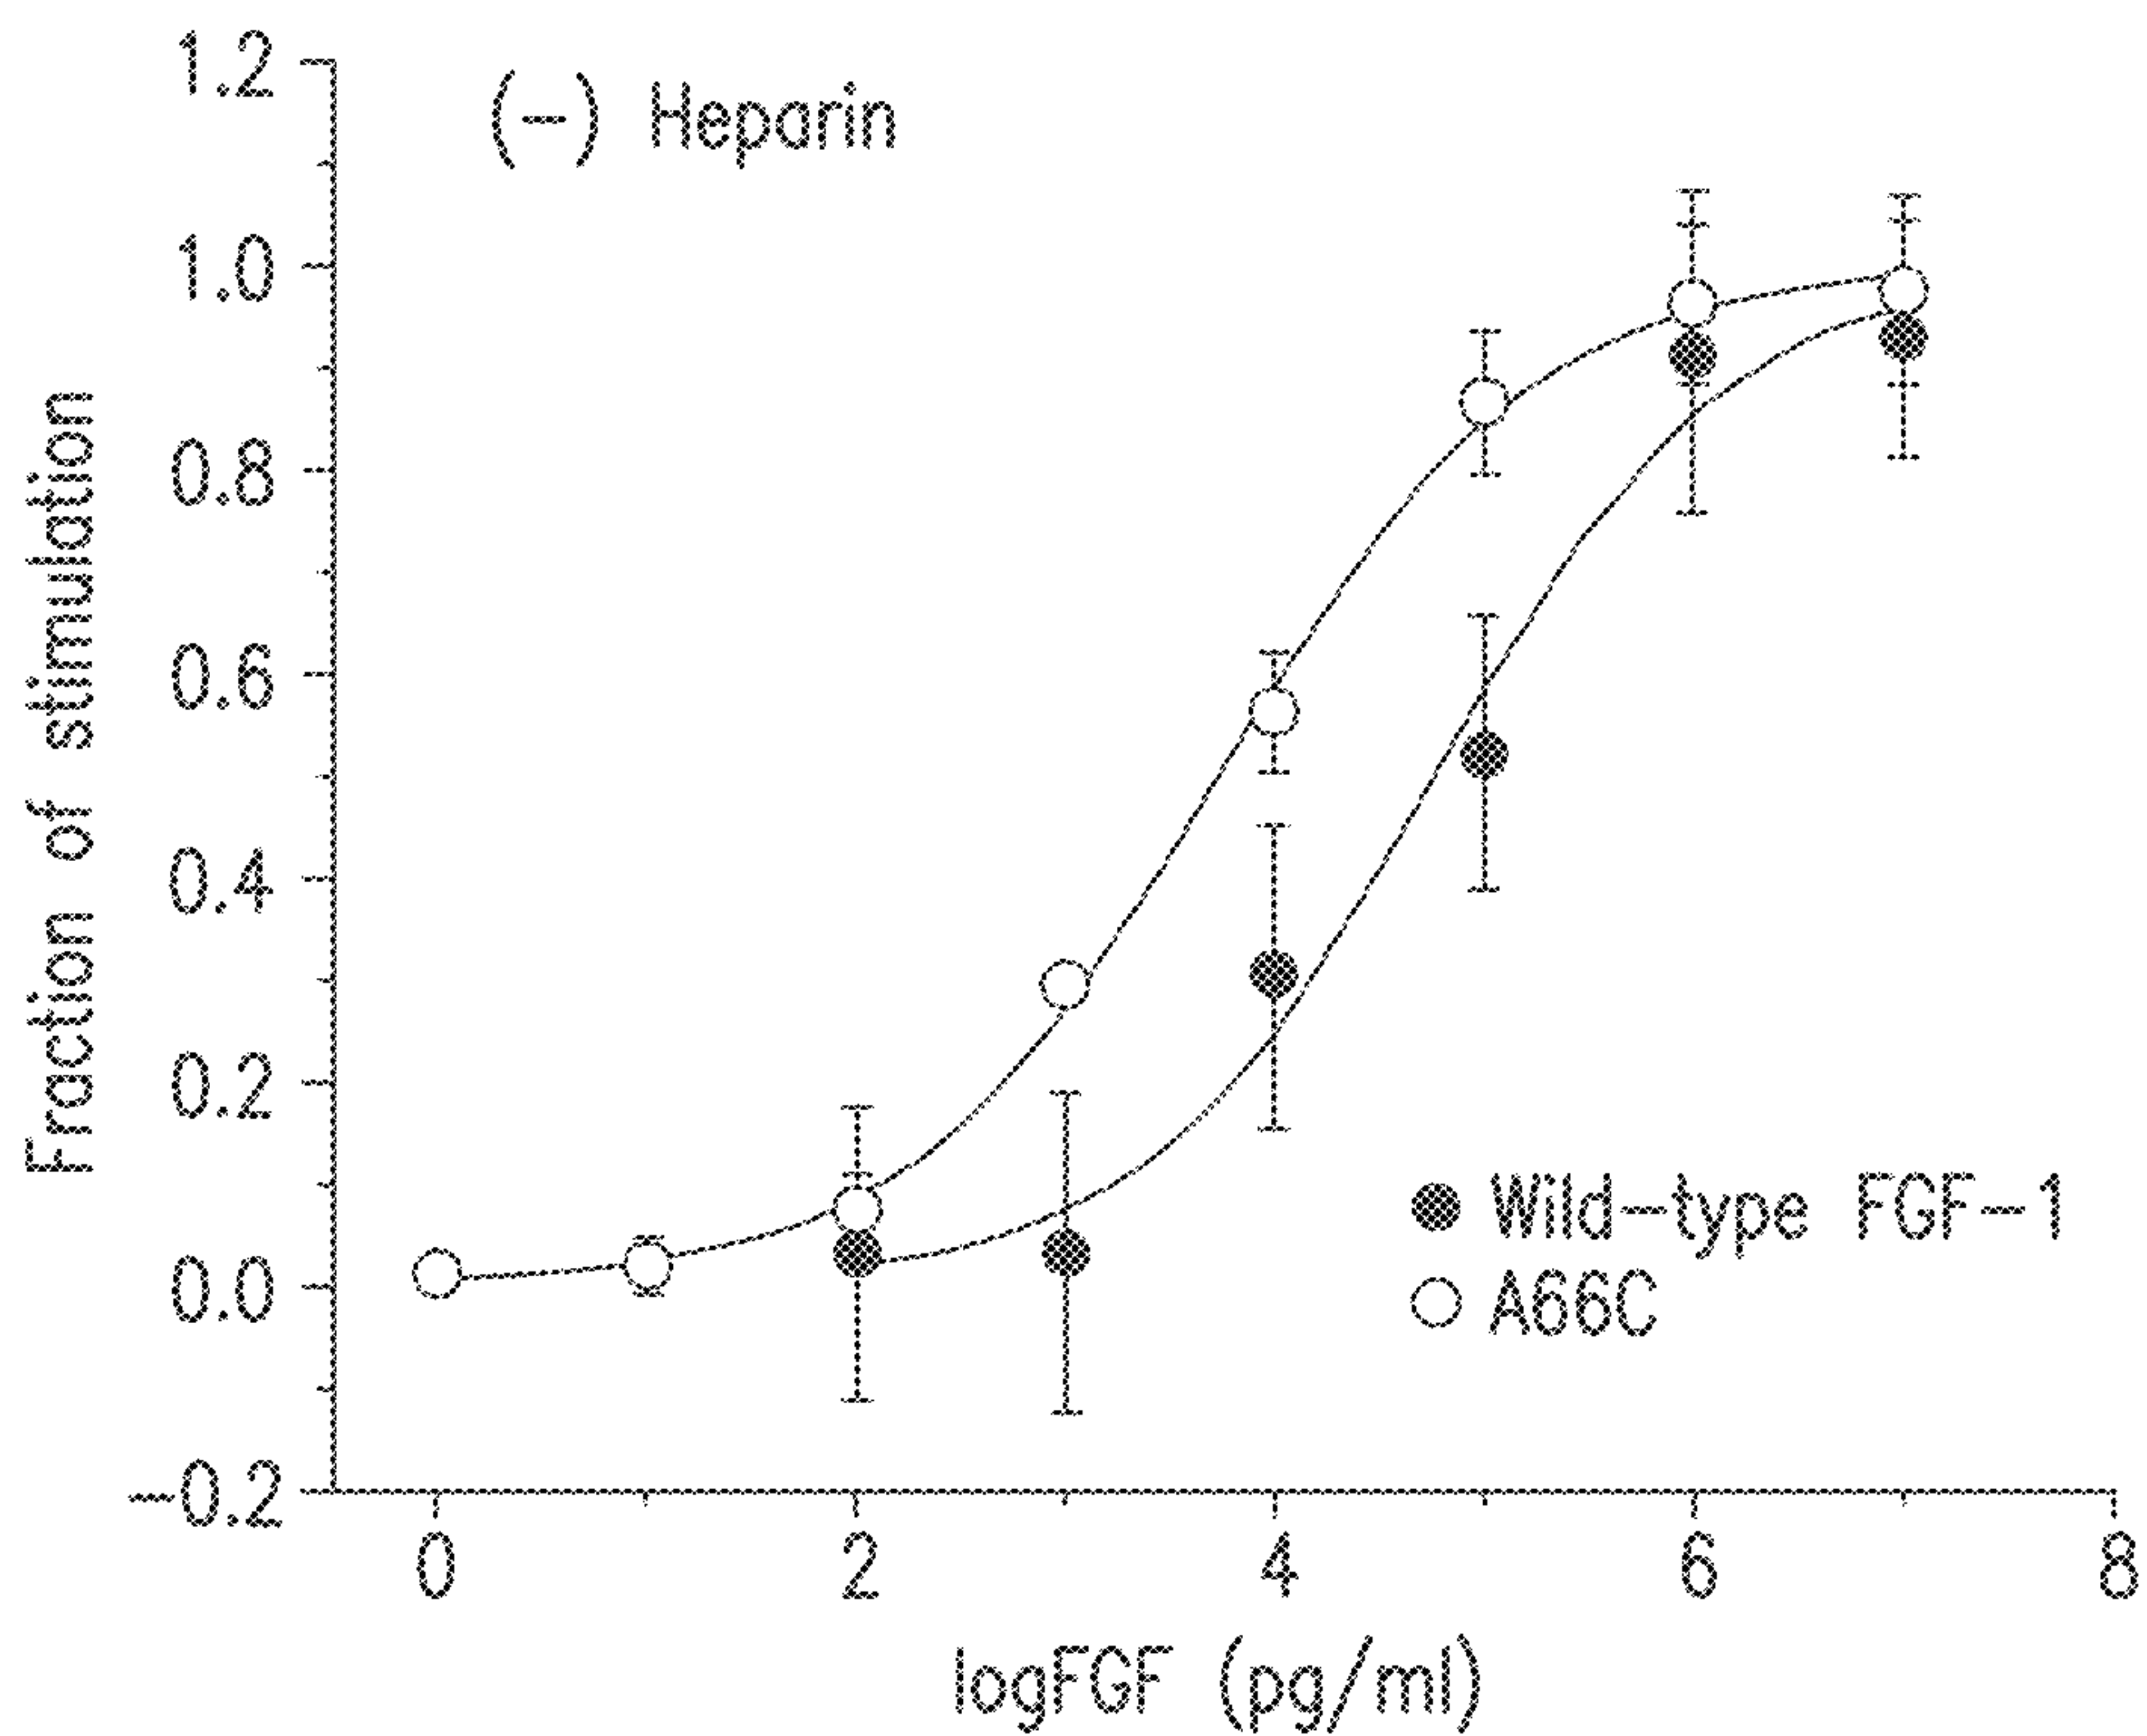 (-) Heparin
1.2
1.0
0.8
0.6
0.4
0.2
0.0
-0.2
Fraction of stimulation
Wild-type FGF-1
A66C
0 2 4 6 8
logFGF (pg/ml)